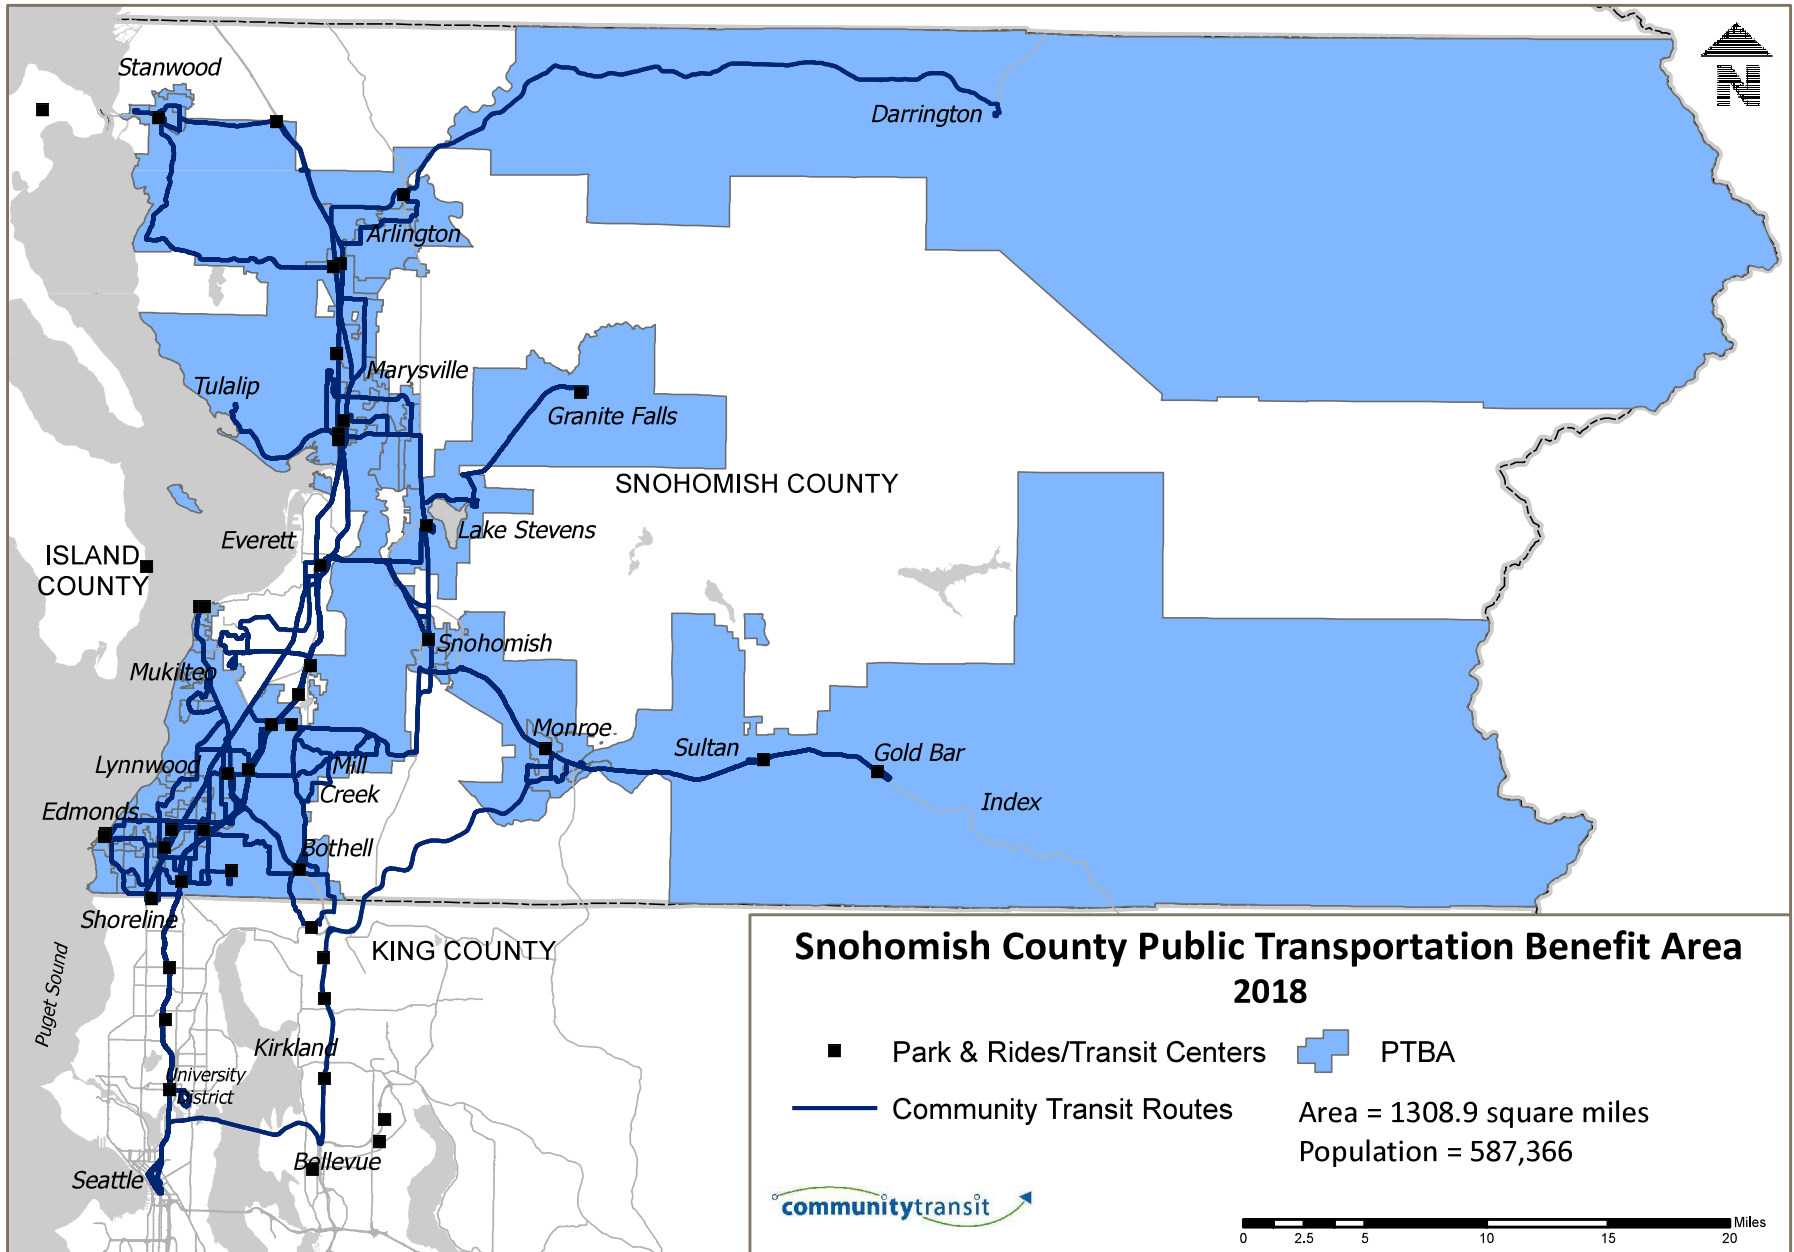 Stanwood
Darrington
Arlington
Marysville
Tulalip
Granite Falls
SNOHOMISH COUNTY
Lake Stevens
Everett
ISLAND
COUNTY
Snohomish
Mukilteo
Monroe
Sultan
Gold Bar
Lynnwood
Mill
Creek
Index
Edmonds
Bothell
Shoreline
KING COUNTY
Puget Sound
Kirkland
University
District
Bellevue
Seattle
N
Snohomish County Public Transportation Benefit Area
2018
Park & Rides/Transit Centers
PTBA
Community Transit Routes
Area = 1308.9 square miles
Population = 587,366
communitytransit
Miles
0 2.5 5 10 15 20